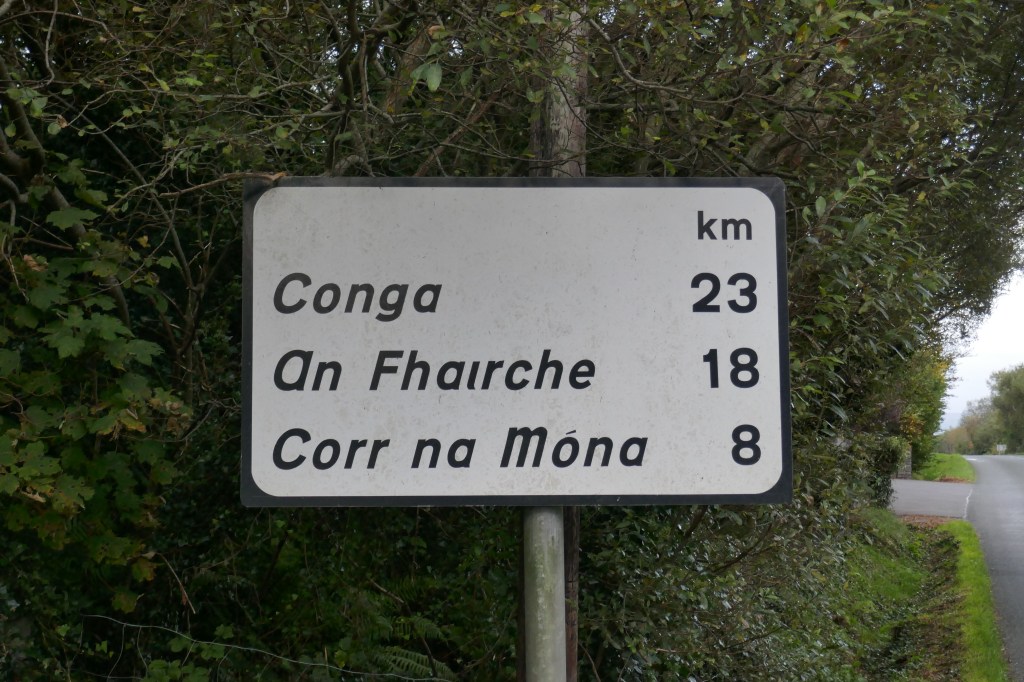 km
Conga 23
An Fhairche 18
Corr na Móna 8